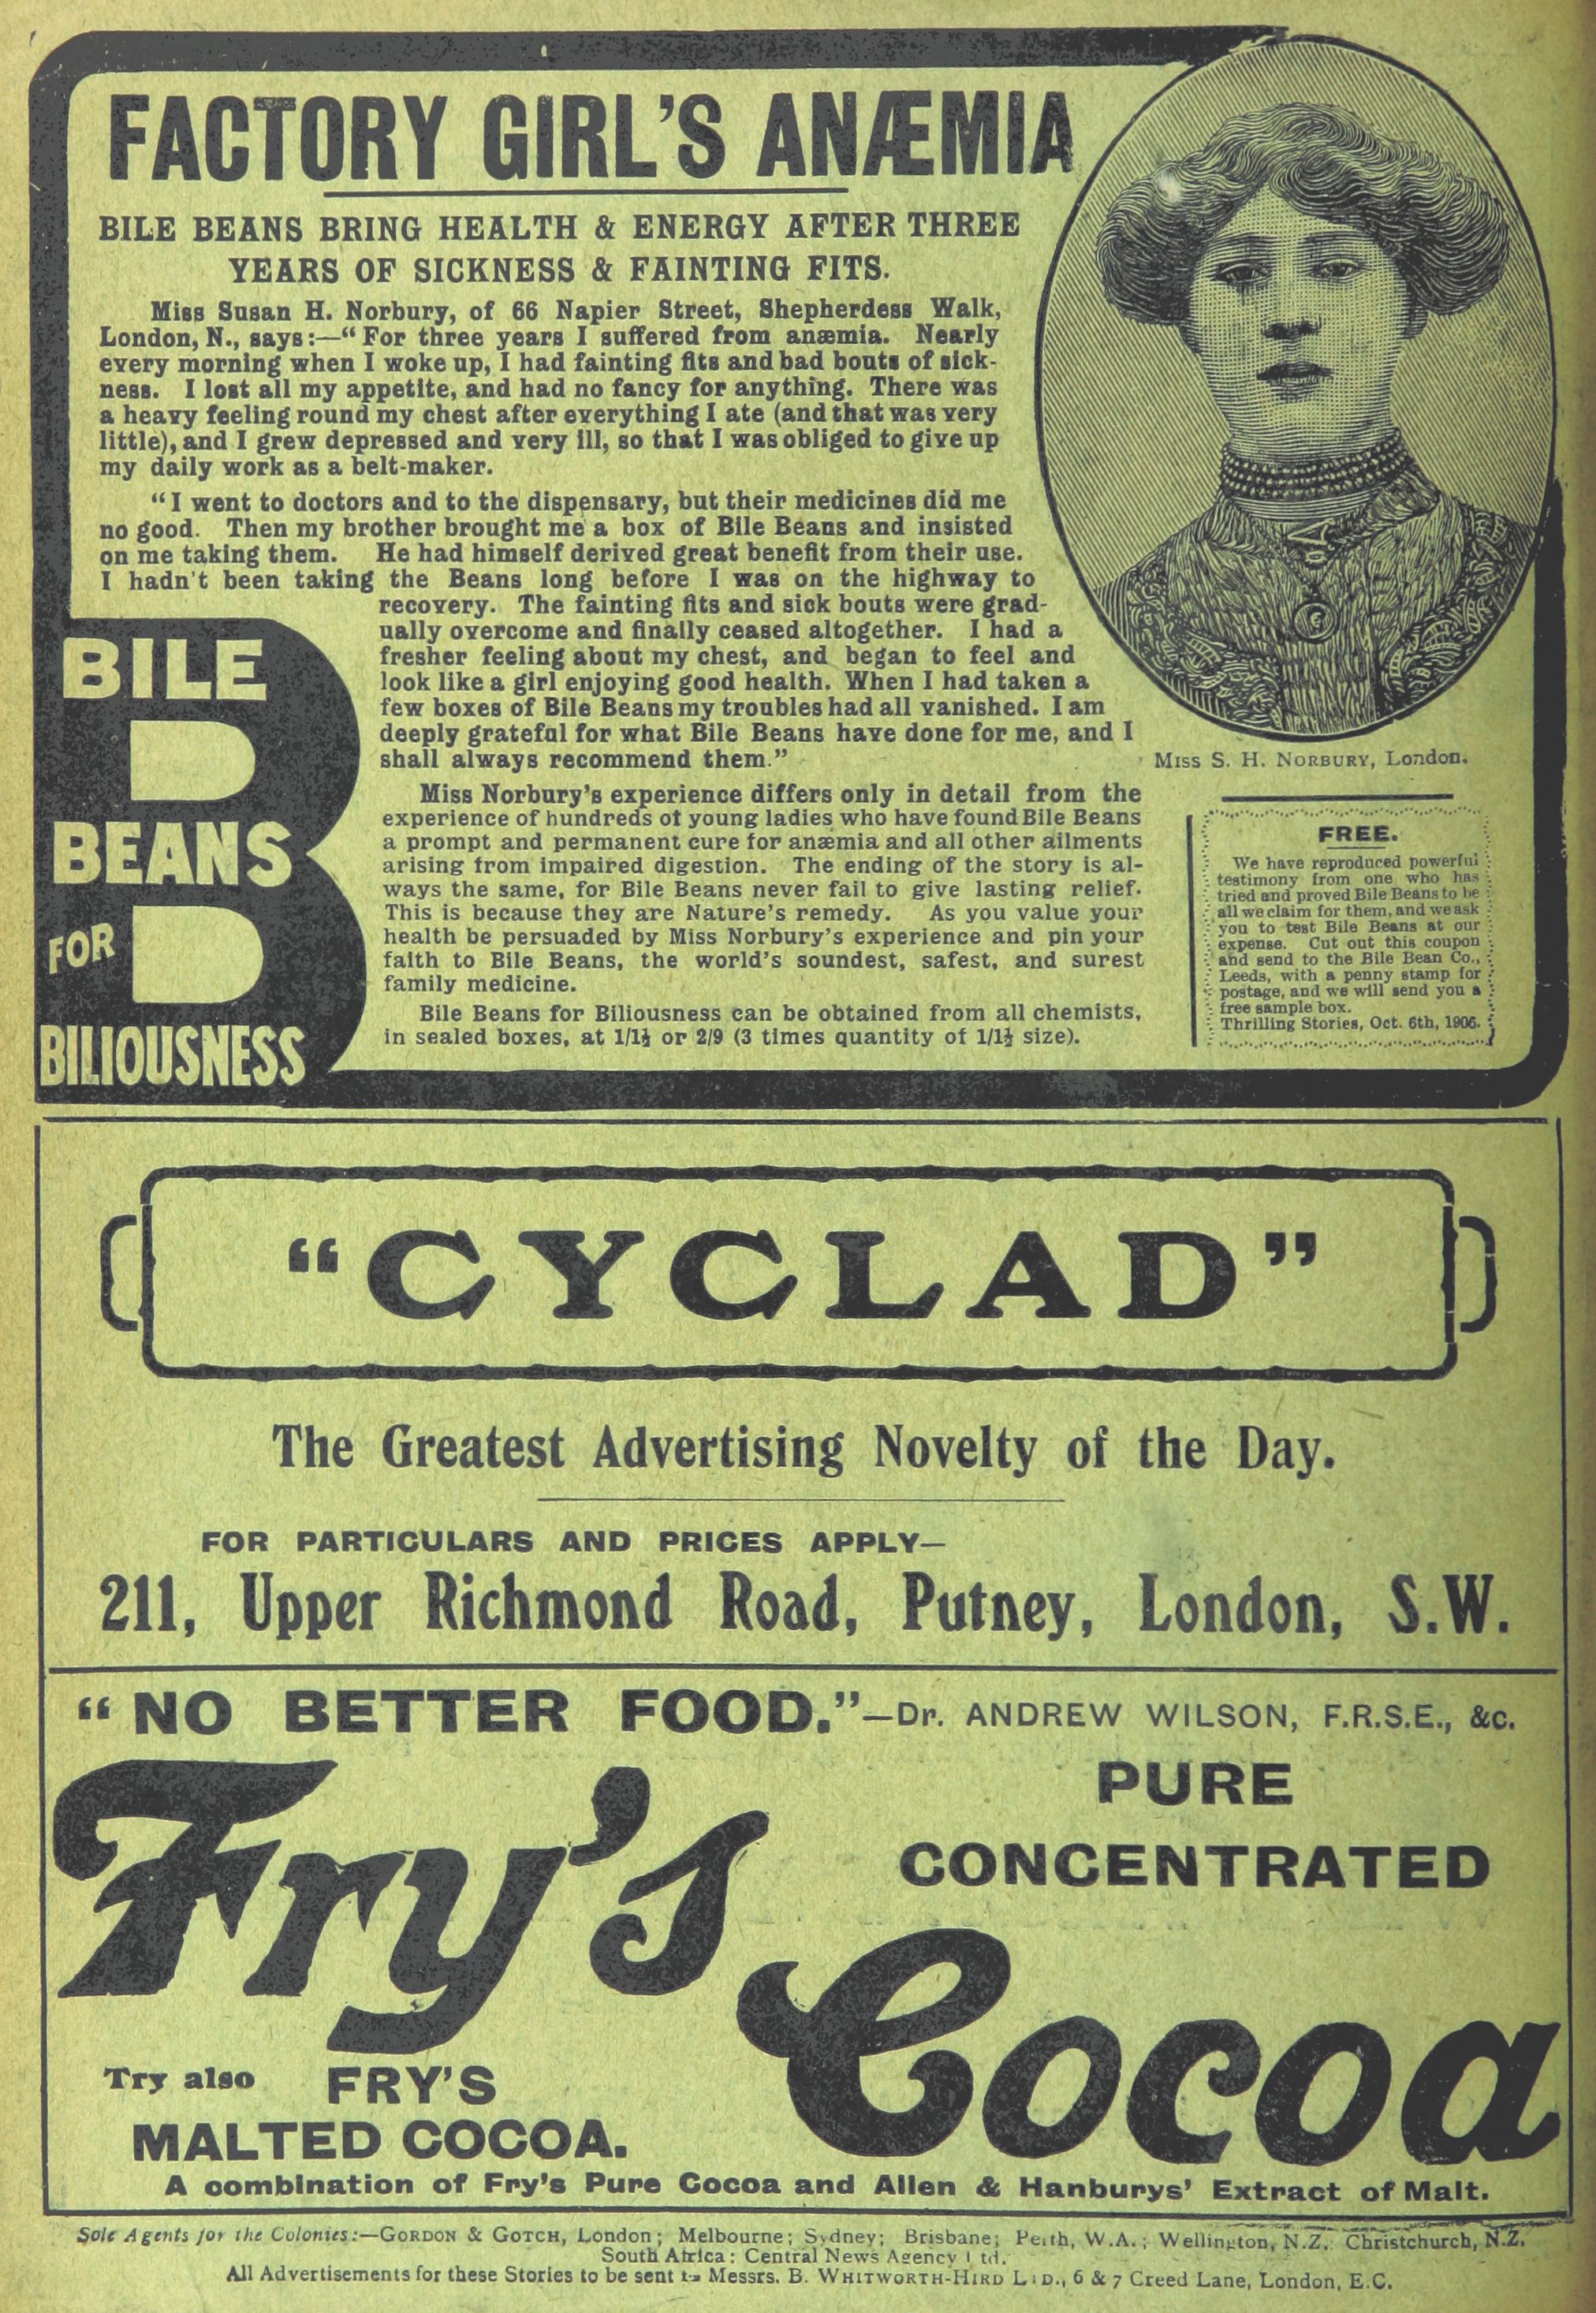 FACTORY GIRL'S ANÆMIA
BILE BEANS BRING HEALTH & ENERGY AFTER THREE
YEARS OF SICKNESS & FAINTING FITS.
Miss Susan H. Norbury, of 66 Napier Street, Shepherdess Walk,
London, N., says:—"For three years I suffered from anæmia. Nearly
every morning when I woke up, I had fainting fits and bad bouts of sick-
ness. I lost all my appetite, and had no fancy for anything. There was
a heavy feeling round my chest after everything I ate (and that was very
little), and I grew depressed and very ill, so that I was obliged to give up
my daily work as a belt-maker.
"I went to doctors and to the dispensary, but their medicines did me
no good. Then my brother brought me a box of Bile Beans and insisted
on me taking them. He had himself derived great benefit from their use.
I hadn't been taking the Beans long before I was on the highway to
recovery. The fainting fits and sick bouts were grad-
ually overcome and finally ceased altogether. I had a
fresher feeling about my chest, and began to feel and
look like a girl enjoying good health. When I had taken a
few boxes of Bile Beans my troubles had all vanished. I am
deeply grateful for what Bile Beans have done for me, and I
shall always recommend them."
Miss Norbury's experience differs only in detail from the
experience of hundreds of young ladies who have found Bile Beans
a prompt and permanent cure for anæmia and all other ailments
arising from impaired digestion. The ending of the story is al-
ways the same, for Bile Beans never fail to give lasting relief.
This is because they are Nature's remedy. As you value your
health be persuaded by Miss Norbury's experience and pin your
faith to Bile Beans, the world's soundest, safest, and surest
family medicine.
Bile Beans for Biliousness can be obtained from all chemists,
in sealed boxes, at 1/1½ or 2/9 (3 times quantity of 1/1½ size).
BILE
BEANS
FOR
BILIOUSNESS
Miss S. H. NORBURY, London.
FREE.
We have reproduced powerful
testimony from one who has
tried and proved Bile Beans to be
all we claim for them, and we ask
you to test Bile Beans at our
expense. Cut out this coupon
and send to the Bile Bean Co.,
Leeds, with a penny stamp for
postage, and we will send you a
free sample box.
Thrilling Stories, Oct. 6th, 1906.
"CYCLAD"
The Greatest Advertising Novelty of the Day.
FOR PARTICULARS AND PRICES APPLY—
211, Upper Richmond Road, Putney, London, S.W.
"NO BETTER FOOD."—Dr. ANDREW WILSON, F.R.S.E., &c.
Fry's
PURE
CONCENTRATED
Cocoa
Try also FRY'S
MALTED COCOA.
A combination of Fry's Pure Cocoa and Allen & Hanburys' Extract of Malt.
Sole Agents for the Colonies:—GORDON & GOTCH, London; Melbourne; Sydney; Brisbane; Perth, W.A.; Wellington, N.Z.; Christchurch, N.Z.
South Africa: Central News Agency Ltd.
All Advertisements for these Stories to be sent to Messrs. B. WHITWORTH-HIRD LTD., 6 & 7 Creed Lane, London, E.C.